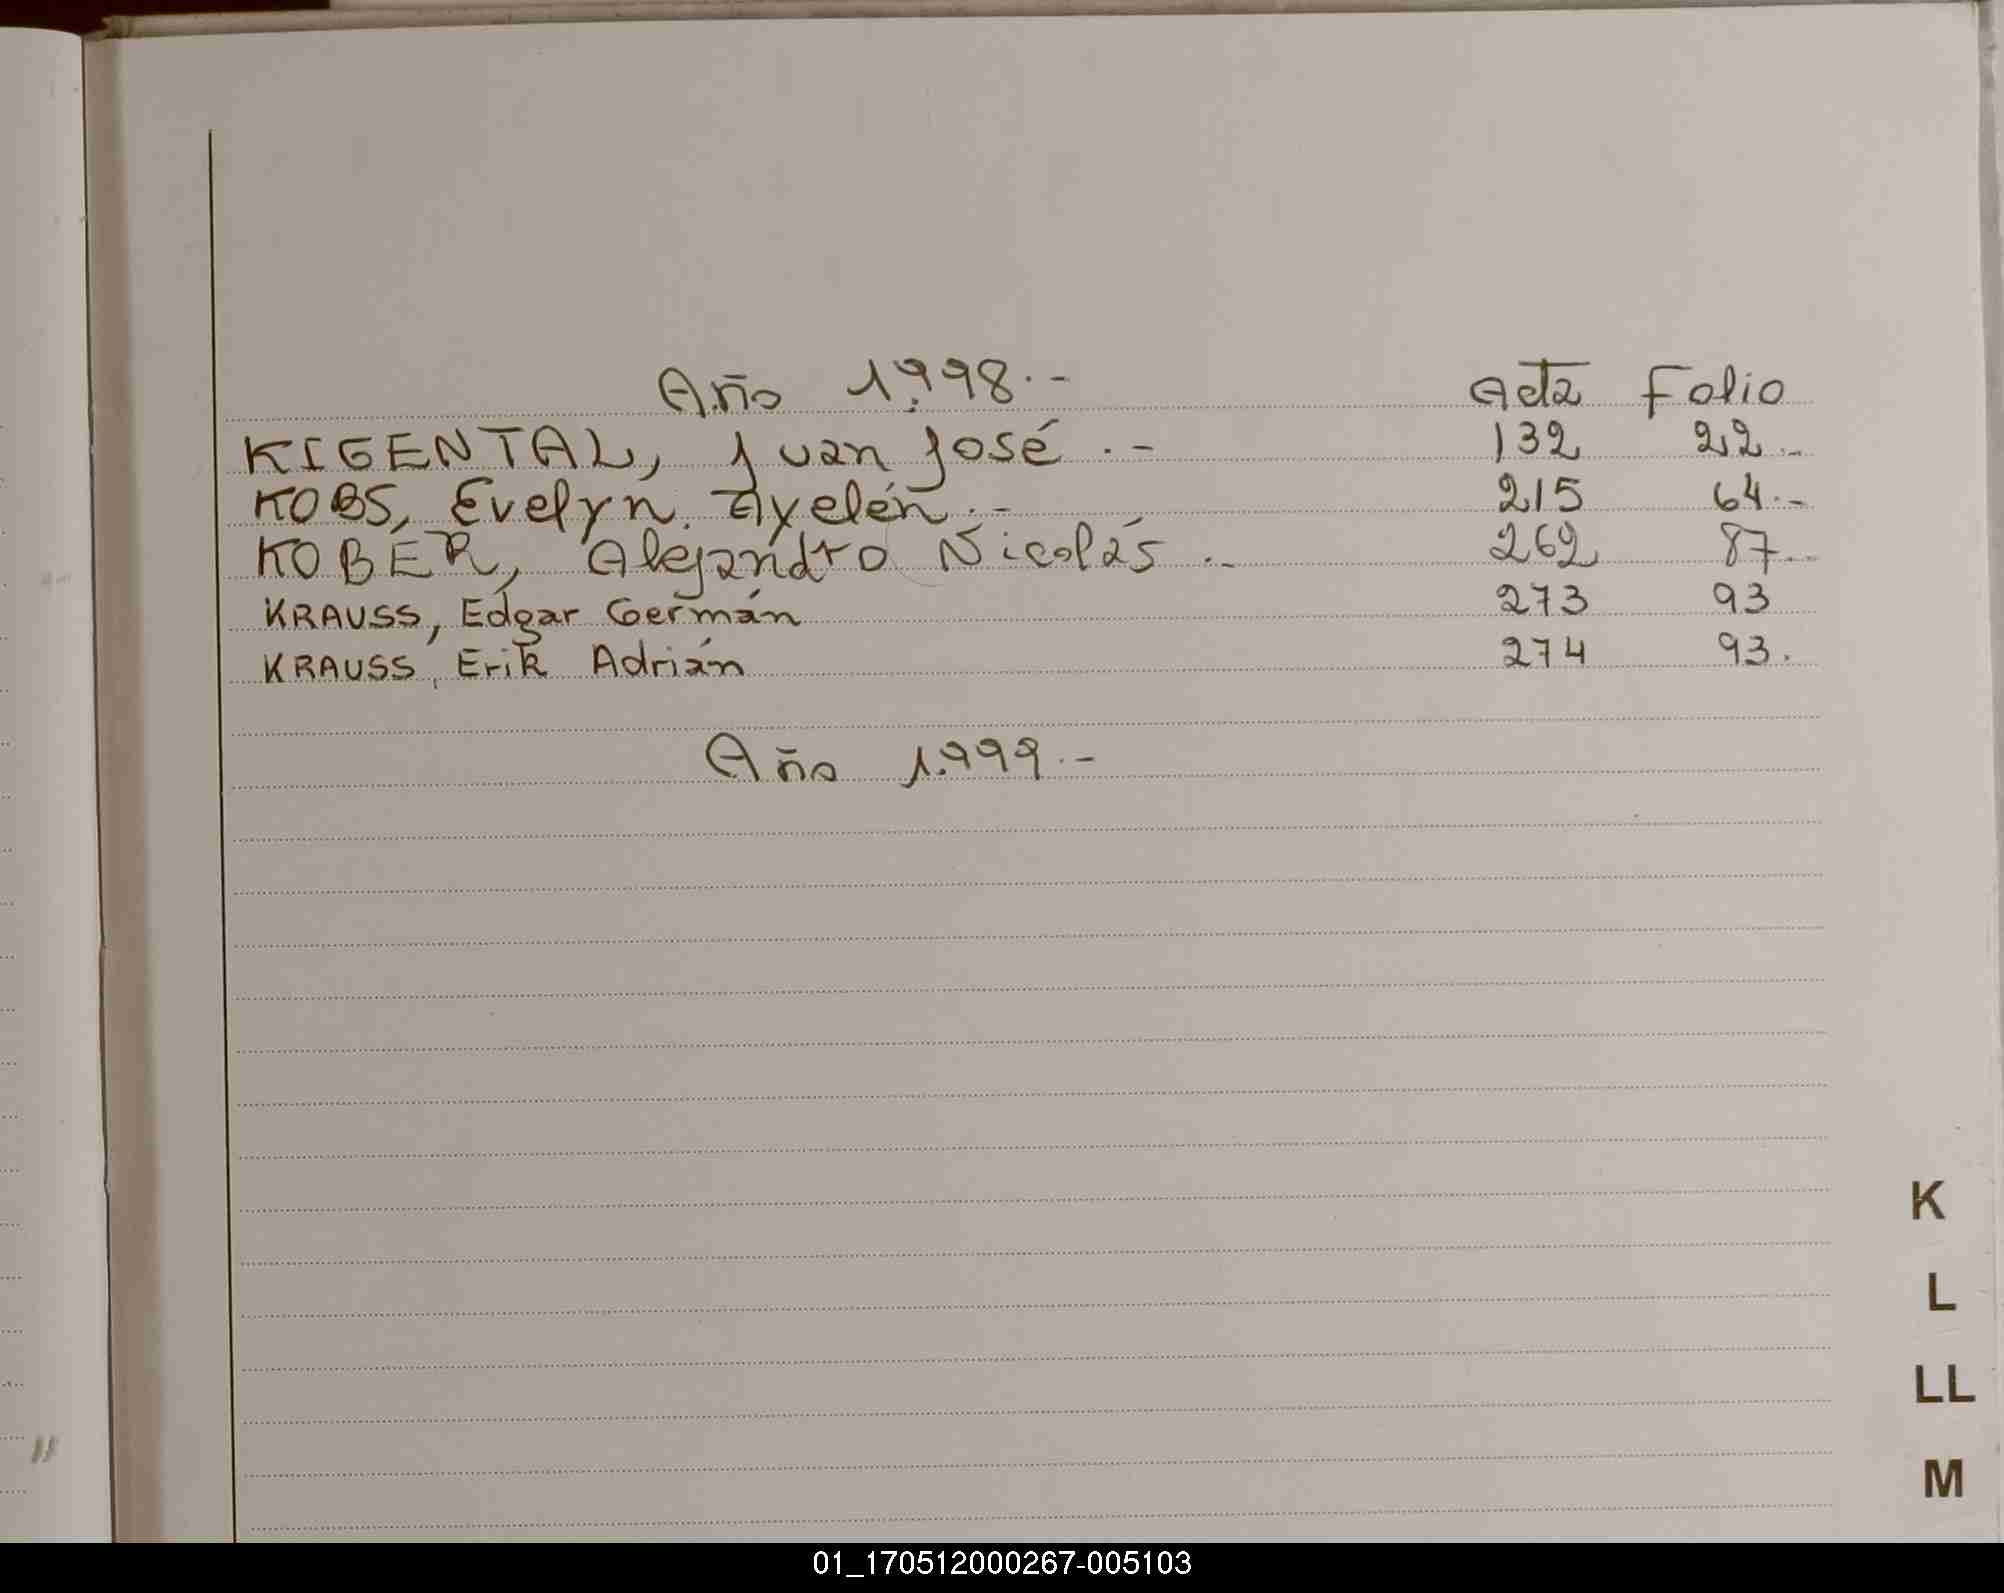 Año 1.998.- Acta Folio
KIGENTAL, Juan José .- 132 22.-
KOBS, Evelyn Ayelén.- 215 64.-
KOBER, Alejandro Nicolás .- 262 87.-
KRAUSS, Edgar Germán 273 93
KRAUSS, Erik Adrián 274 93.
Año 1.999.-
K
L
LL
M
01_170512000267-005103